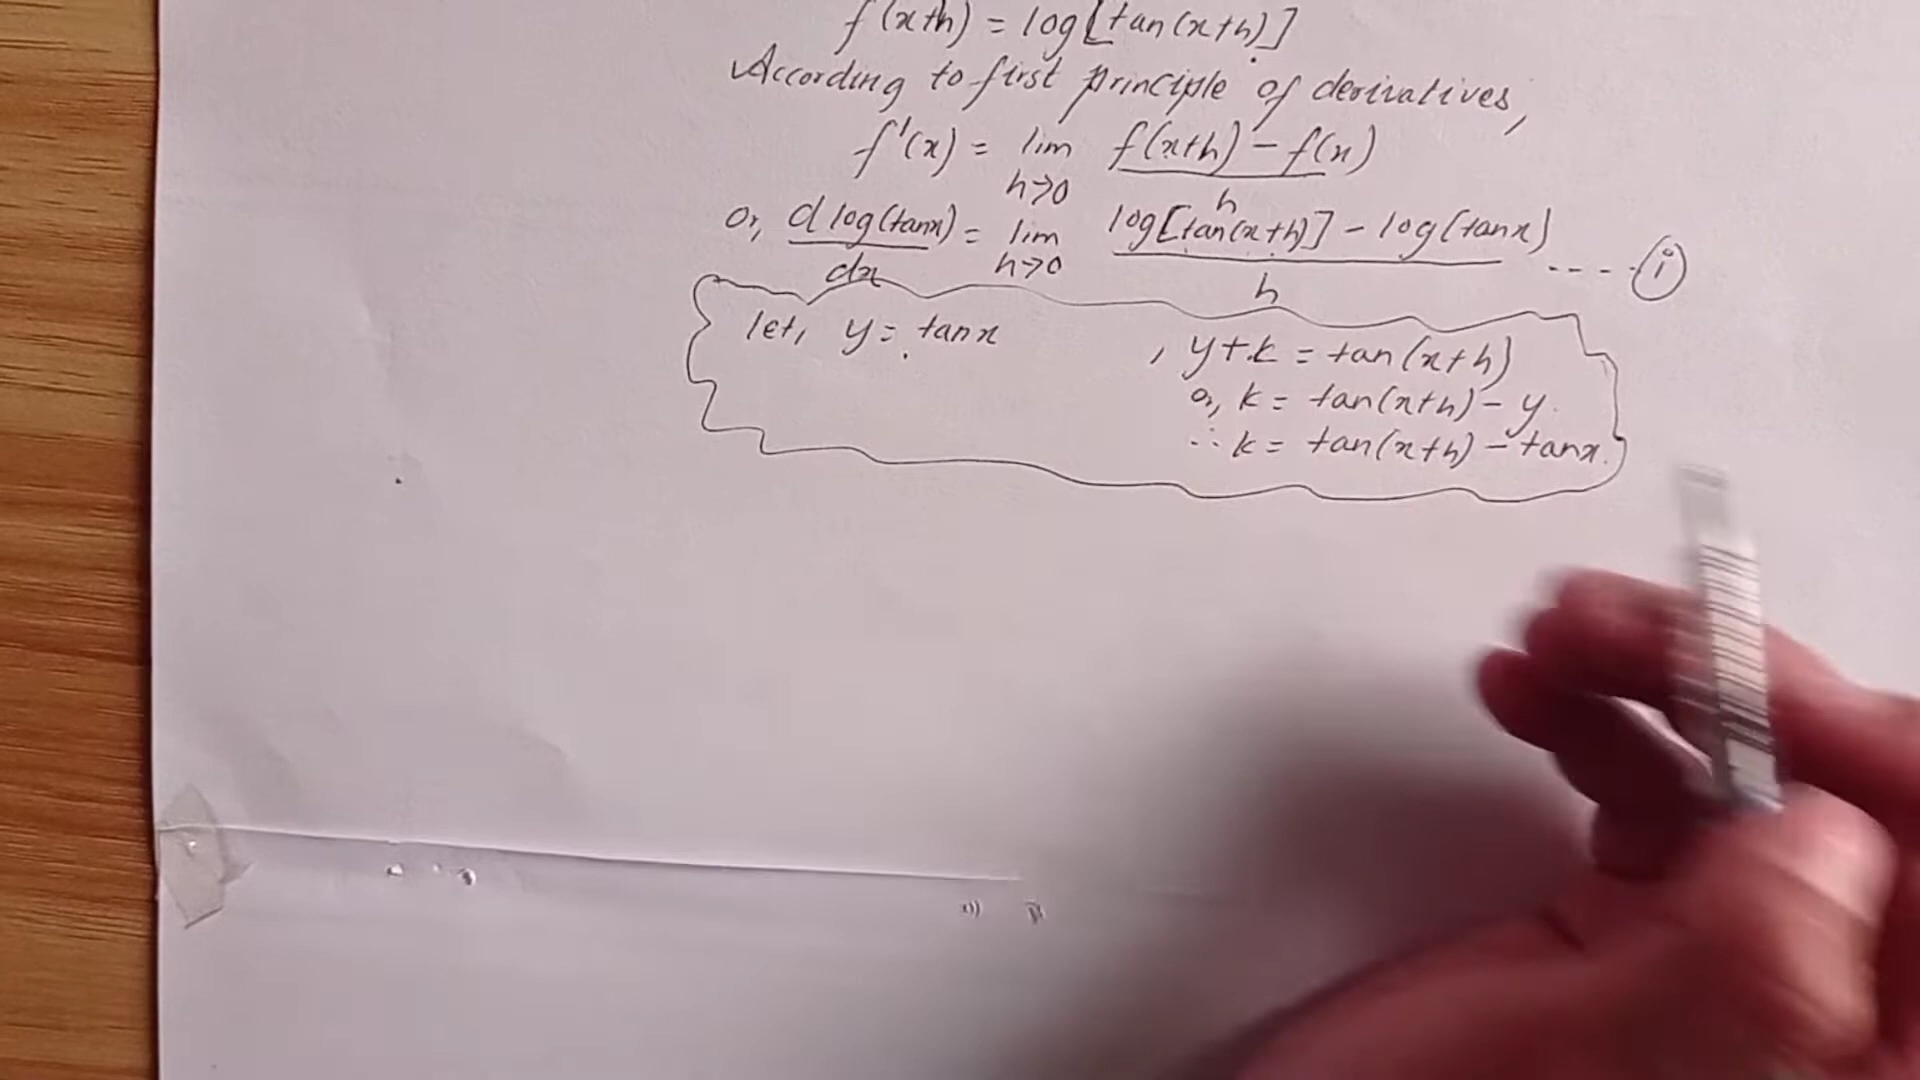 f(x+h) = log[tan(x+h)]
According to first principle of derivatives,
f'(x) = lim h→0 f(x+h) - f(x) / h
or, d log(tanx) / dx = lim h→0 log[tan(x+h)] - log(tanx) / h ---- (i)
let, y = tanx , y+k = tan(x+h)
or, k = tan(x+h) - y.
∴ k = tan(x+h) - tanx.